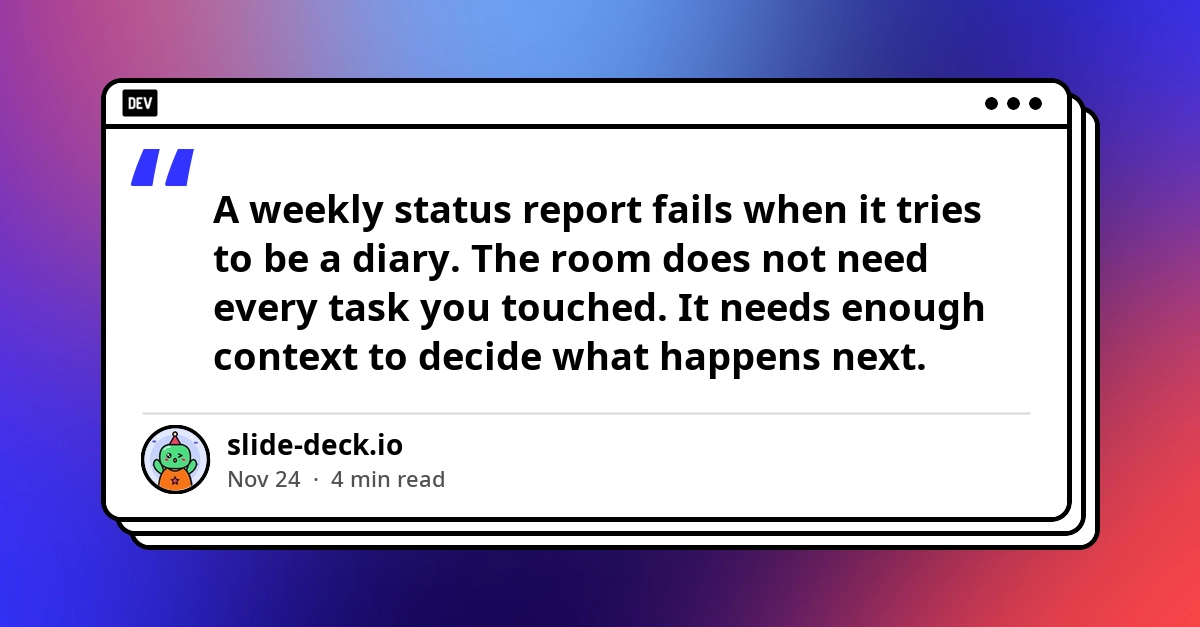 DEV
A weekly status report fails when it tries
to be a diary. The room does not need
every task you touched. It needs enough
context to decide what happens next.
slide-deck.io
Nov 24 · 4 min read